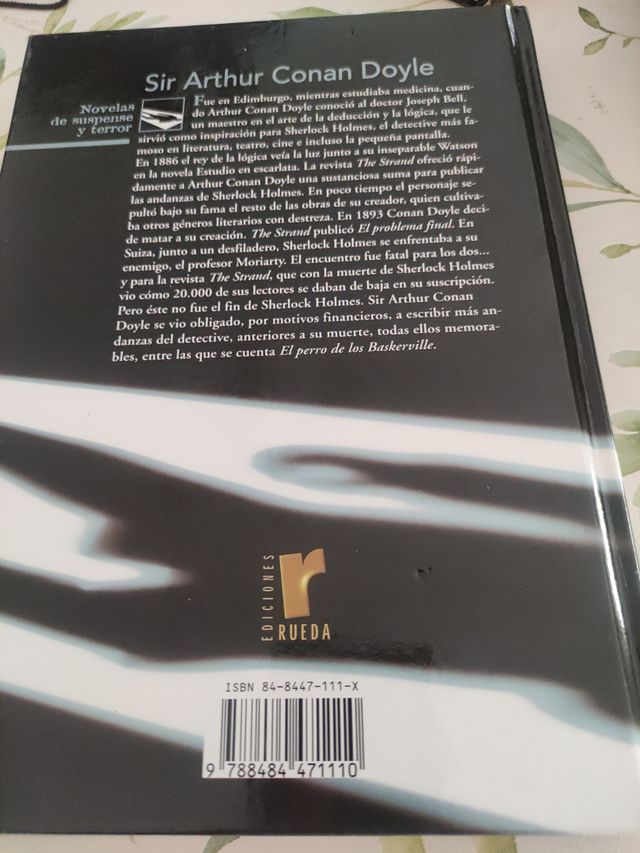 Sir Arthur Conan Doyle
Novelas
de suspense
y terror
Fue en Edimburgo, mientras estudiaba medicina, cuan-
do Arthur Conan Doyle conoció al doctor Joseph Bell,
un maestro en el arte de la deducción y la lógica, que le
sirvió como inspiración para Sherlock Holmes, el detective más fa-
moso en literatura, teatro, cine e incluso la pequeña pantalla.
En 1886 el rey de la lógica veía la luz junto a su inseparable Watson
en la novela Estudio en escarlata. La revista The Strand ofreció rápi-
damente a Arthur Conan Doyle una sustanciosa suma para publicar
las andanzas de Sherlock Holmes. En poco tiempo el personaje se-
pultó bajo su fama el resto de las obras de su creador, quien cultiva-
ba otros géneros literarios con destreza. En 1893 Conan Doyle deci-
de matar a su creación. The Strand publicó El problema final. En
Suiza, junto a un desfiladero, Sherlock Holmes se enfrentaba a su
enemigo, el profesor Moriarty. El encuentro fue fatal para los dos...
y para la revista The Strand, que con la muerte de Sherlock Holmes
vio cómo 20.000 de sus lectores se daban de baja en su suscripción.
Pero éste no fue el fin de Sherlock Holmes. Sir Arthur Conan
Doyle se vio obligado, por motivos financieros, a escribir más an-
danzas del detective, anteriores a su muerte, todas ellos memora-
bles, entre las que se cuenta El perro de los Baskerville.
EDICIONES
r
RUEDA
ISBN 84-8447-111-X
9 788484 471110